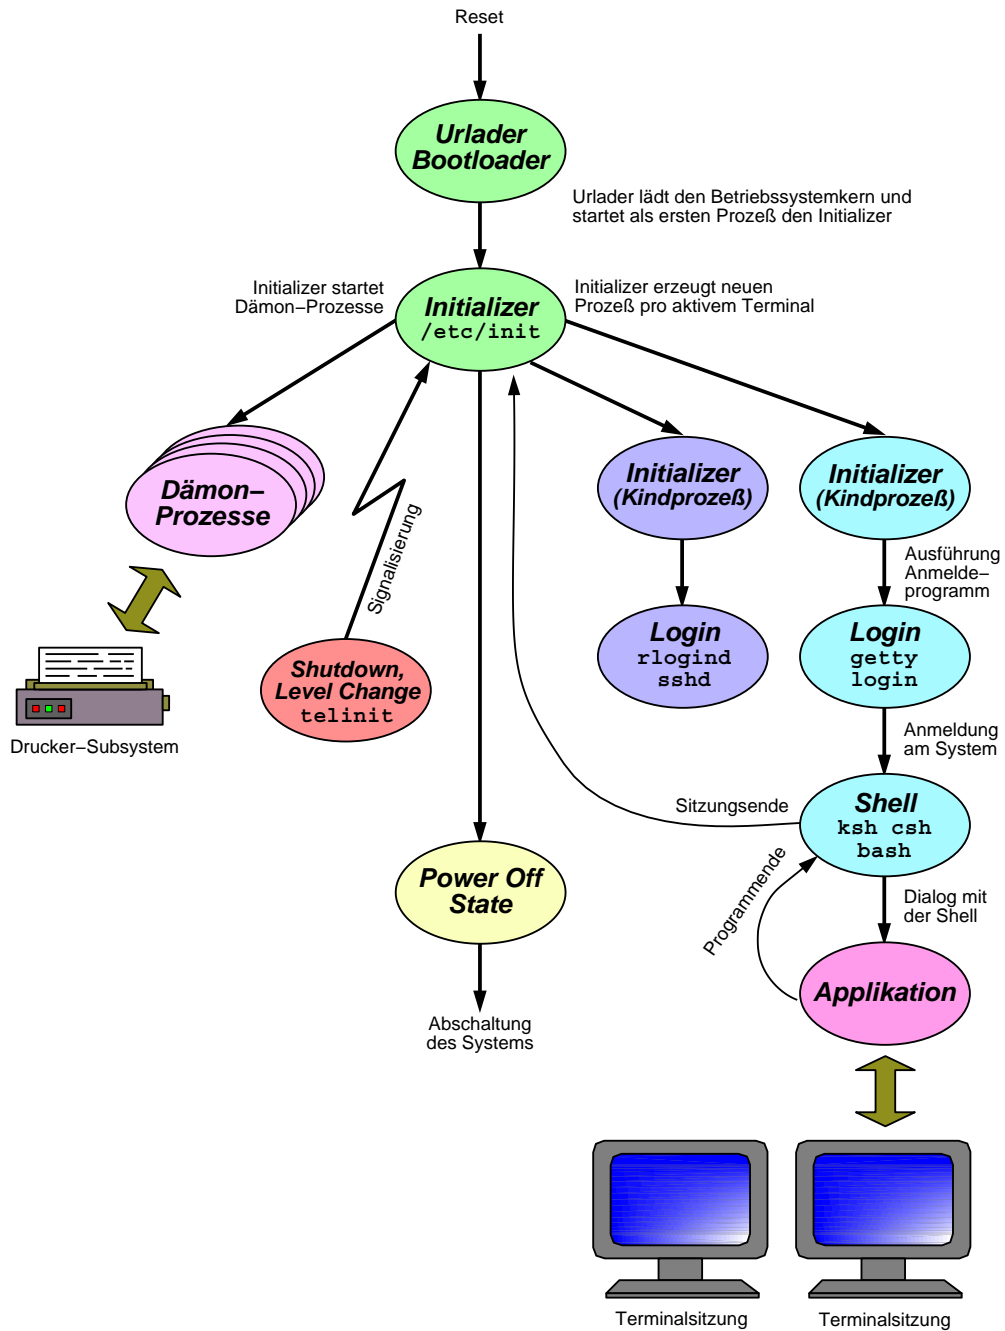 Reset
Urlader
Bootloader
Urlader lädt den Betriebssystemkern und
startet als ersten Prozeß den Initializer
Initializer startet
Dämon−Prozesse
Initializer
/etc/init
Initializer erzeugt neuen
Prozeß pro aktivem Terminal
Dämon−
Prozesse
Signalisierung
Initializer
(Kindprozeß)
Initializer
(Kindprozeß)
Ausführung
Anmelde−
programm
Shutdown,
Level Change
telinit
Login
rlogind
sshd
Login
getty
login
Drucker−Subsystem
Anmeldung
am System
Sitzungsende
Shell
ksh csh
bash
Programmende
Power Off
State
Dialog mit
der Shell
Applikation
Abschaltung
des Systems
Terminalsitzung
Terminalsitzung